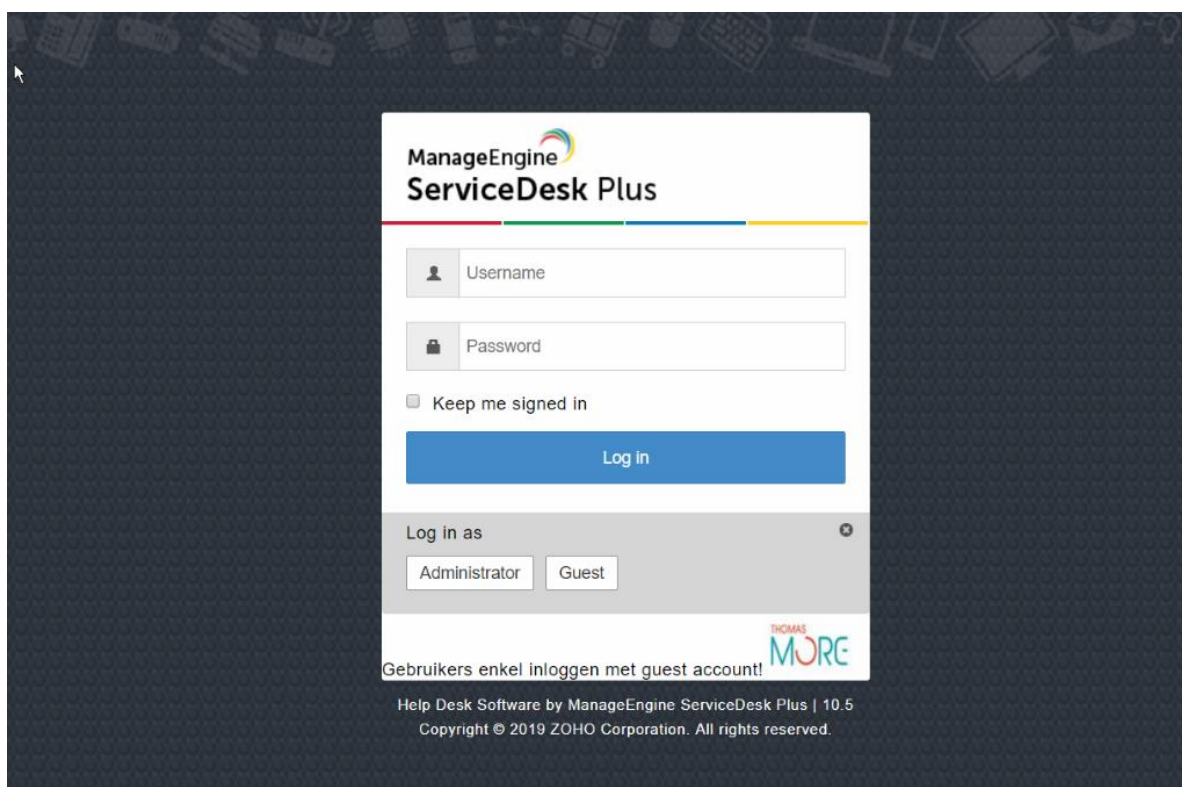 ManageEngine
ServiceDesk Plus
Username
Password
Keep me signed in
Log in
Log in as
Administrator Guest
THOMAS
MORE
Gebruikers enkel inloggen met guest account!
Help Desk Software by ManageEngine ServiceDesk Plus | 10.5
Copyright © 2019 ZOHO Corporation. All rights reserved.